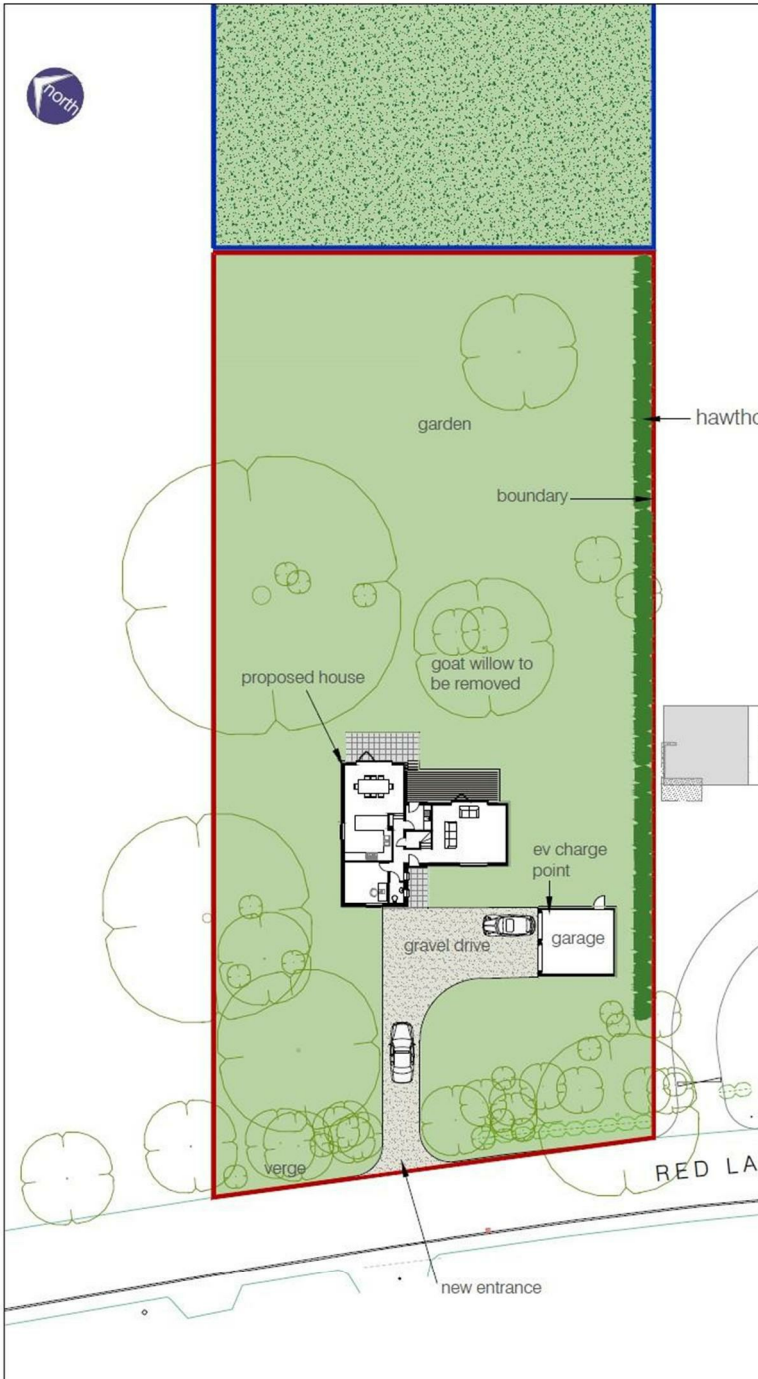 north
garden
hawtho
boundary
proposed house
goat willow to
be removed
ev charge
point
gravel drive
garage
verge
RED LA
new entrance